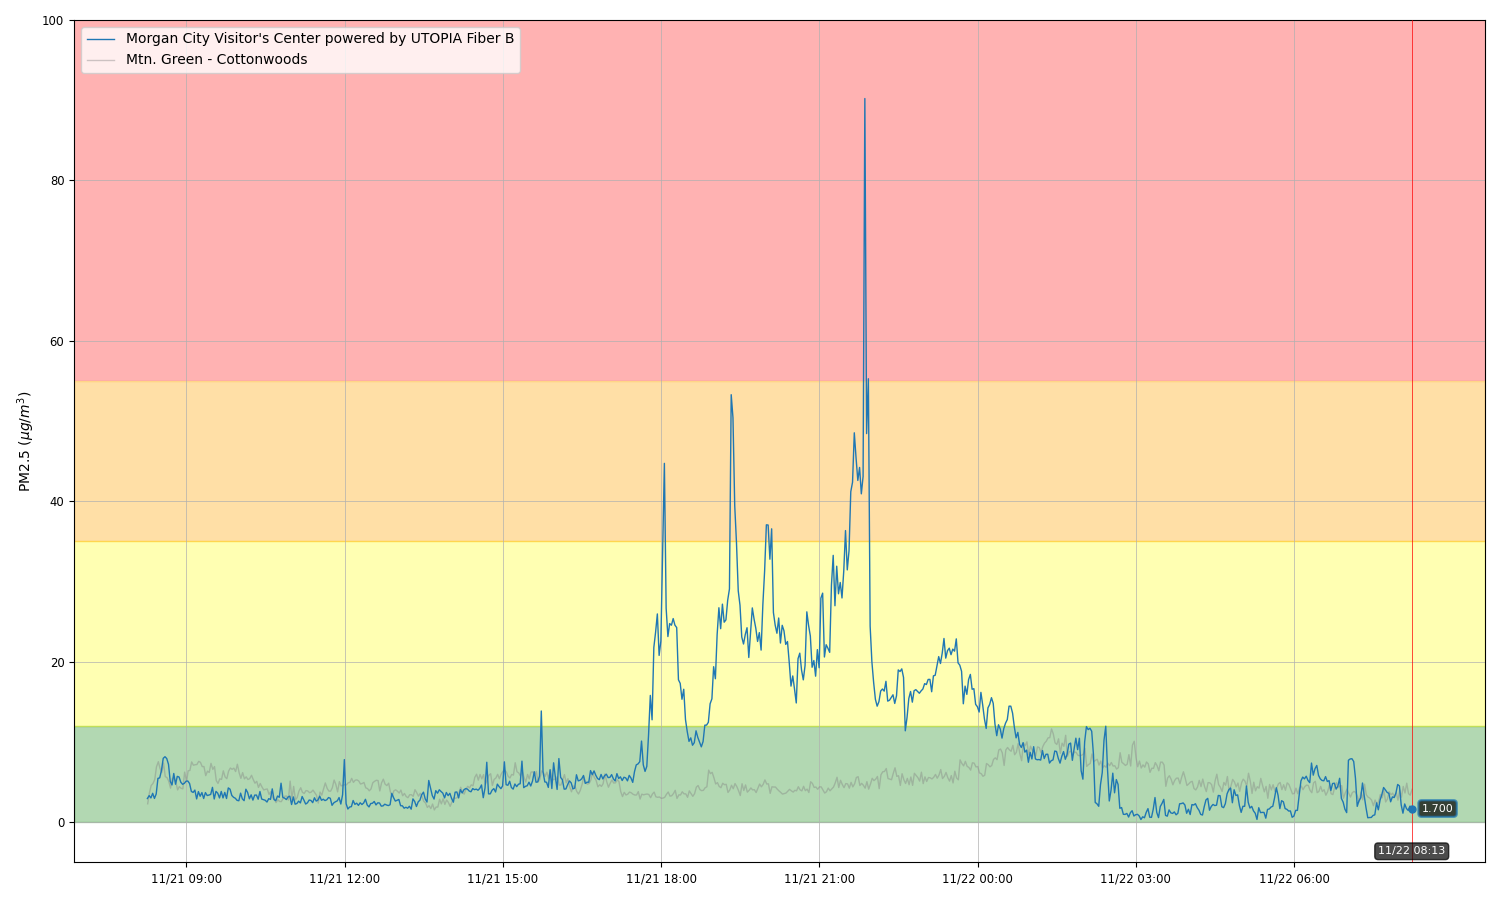 100
80
60
40
20
0
PM2.5 (μg/m³)
Morgan City Visitor's Center powered by UTOPIA Fiber B
Mtn. Green - Cottonwoods
1.700
11/22 08:13
11/21 09:00 11/21 12:00 11/21 15:00 11/21 18:00 11/21 21:00 11/22 00:00 11/22 03:00 11/22 06:00